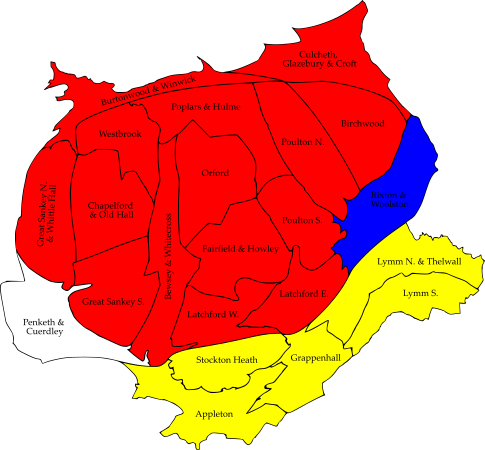 Culcheth,
Glazebury & Croft
Burtonwood & Winwick
Poplars & Hulme
Birchwood
Westbrook
Poulton N.
Orford
Rixton &
Woolston
Great Sankey N.
& Whittle Hall
Chapelford
& Old Hall
Poulton S.
Bewsey & Whitecross
Fairfield & Howley
Lymm N. & Thelwall
Latchford E.
Lymm S.
Great Sankey S.
Latchford W.
Penketh &
Cuerdley
Stockton Heath
Grappenhall
Appleton